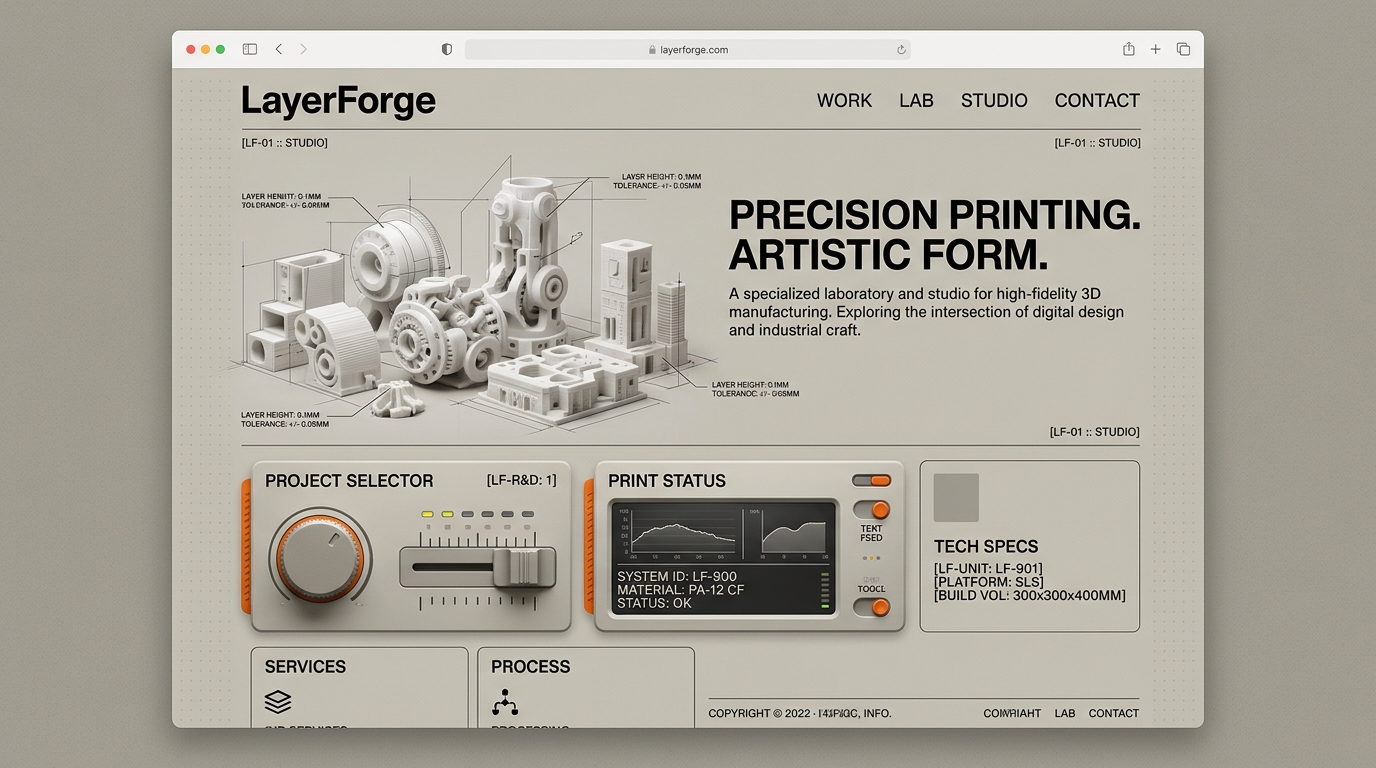 layerforge.com
LayerForge
WORK LAB STUDIO CONTACT
[LF-01 :: STUDIO]
[LF-01 :: STUDIO]
LAYER
TOLERANCE:
LAYSR HEIGHT: 0.1MM
TOLERANCE: +/- 0.05MM
PRECISION PRINTING.
ARTISTIC FORM.
A specialized laboratory and studio for high-fidelity 3D
manufacturing. Exploring the intersection of digital design
and industrial craft.
LAYER HEIGHT: 0.1MM
LAYER HEIGHT: 0.1MM
TOLERANCE: +/- 0.05MM
[LF-01 :: STUDIO]
PROJECT SELECTOR
[LF-R&D: 1]
PRINT STATUS
TEXT
FSED
TOOCL
SYSTEM ID: LF-900
MATERIAL: PA-12 CF
STATUS: OK
TECH SPECS
[LF-UNIT: LF-901]
[PLATFORM: SLS]
[BUILD VOL: 300x300x400MM]
SERVICES
PROCESS
COPYRIGHT © 2022 INFO.
LAB CONTACT